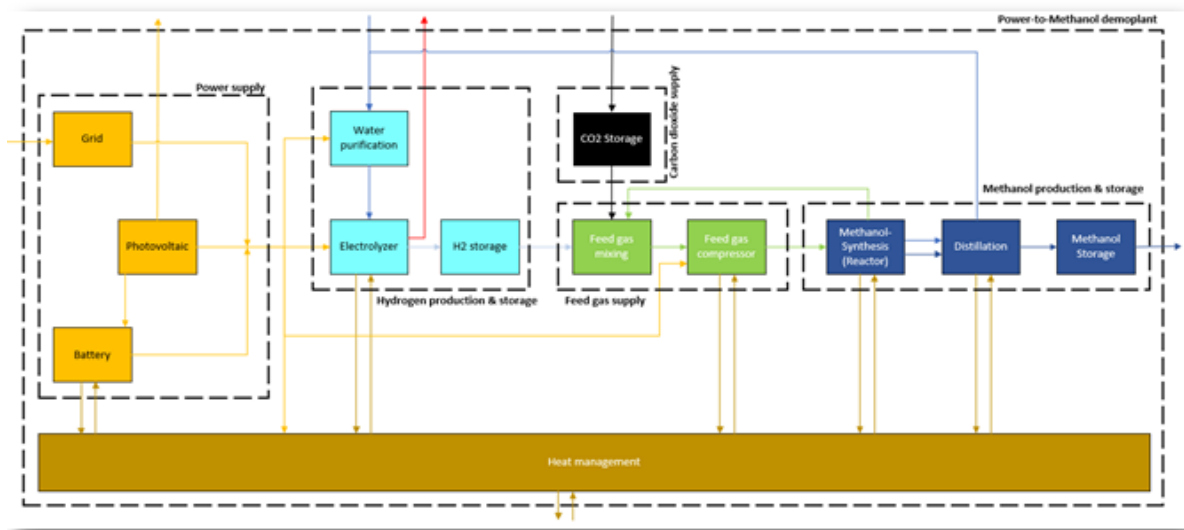 Power-to-Methanol demoplant
Power supply
Grid
Photovoltaic
Battery
Water
purification
Electrolyzer
H2 storage
Hydrogen production & storage
Carbon dioxide supply
CO2 Storage
Feed gas
mixing
Feed gas
compressor
Feed gas supply
Methanol production & storage
Methanol-
Synthesis
(Reactor)
Distillation
Methanol
Storage
Heat management